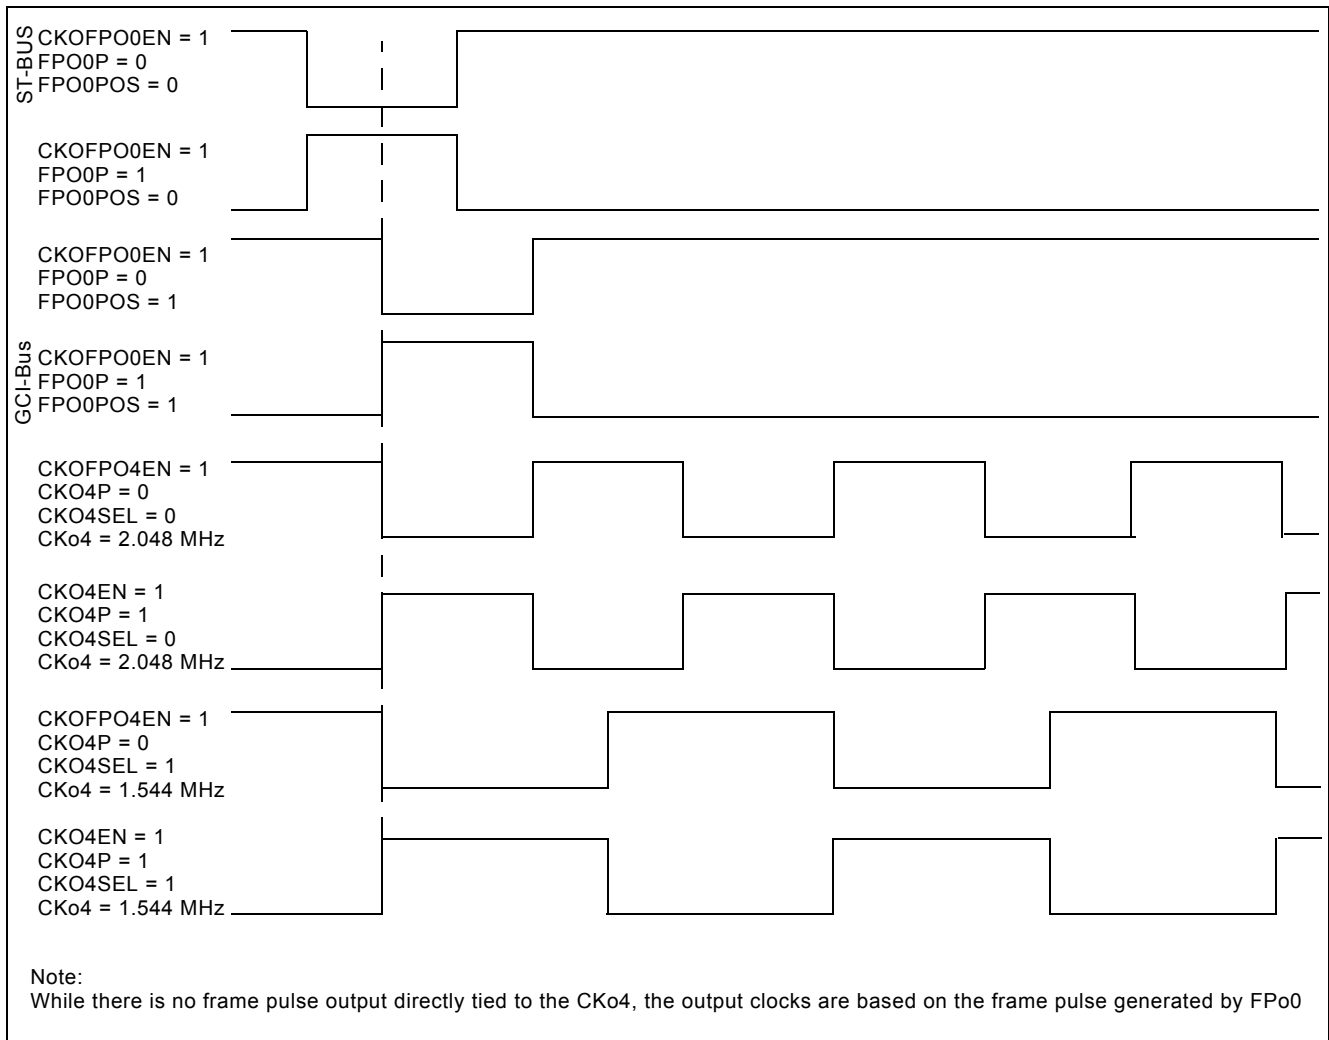 ST-BUS
CKOFPO0EN = 1
FPO0P = 0
FPO0POS = 0
CKOFPO0EN = 1
FPO0P = 1
FPO0POS = 0
CKOFPO0EN = 1
FPO0P = 0
FPO0POS = 1
GCI-Bus
CKOFPO0EN = 1
FPO0P = 1
FPO0POS = 1
CKOFPO4EN = 1
CKO4P = 0
CKO4SEL = 0
CKo4 = 2.048 MHz
CKO4EN = 1
CKO4P = 1
CKO4SEL = 0
CKo4 = 2.048 MHz
CKOFPO4EN = 1
CKO4P = 0
CKO4SEL = 1
CKo4 = 1.544 MHz
CKO4EN = 1
CKO4P = 1
CKO4SEL = 1
CKo4 = 1.544 MHz
Note:
While there is no frame pulse output directly tied to the CKo4, the output clocks are based on the frame pulse generated by FPo0